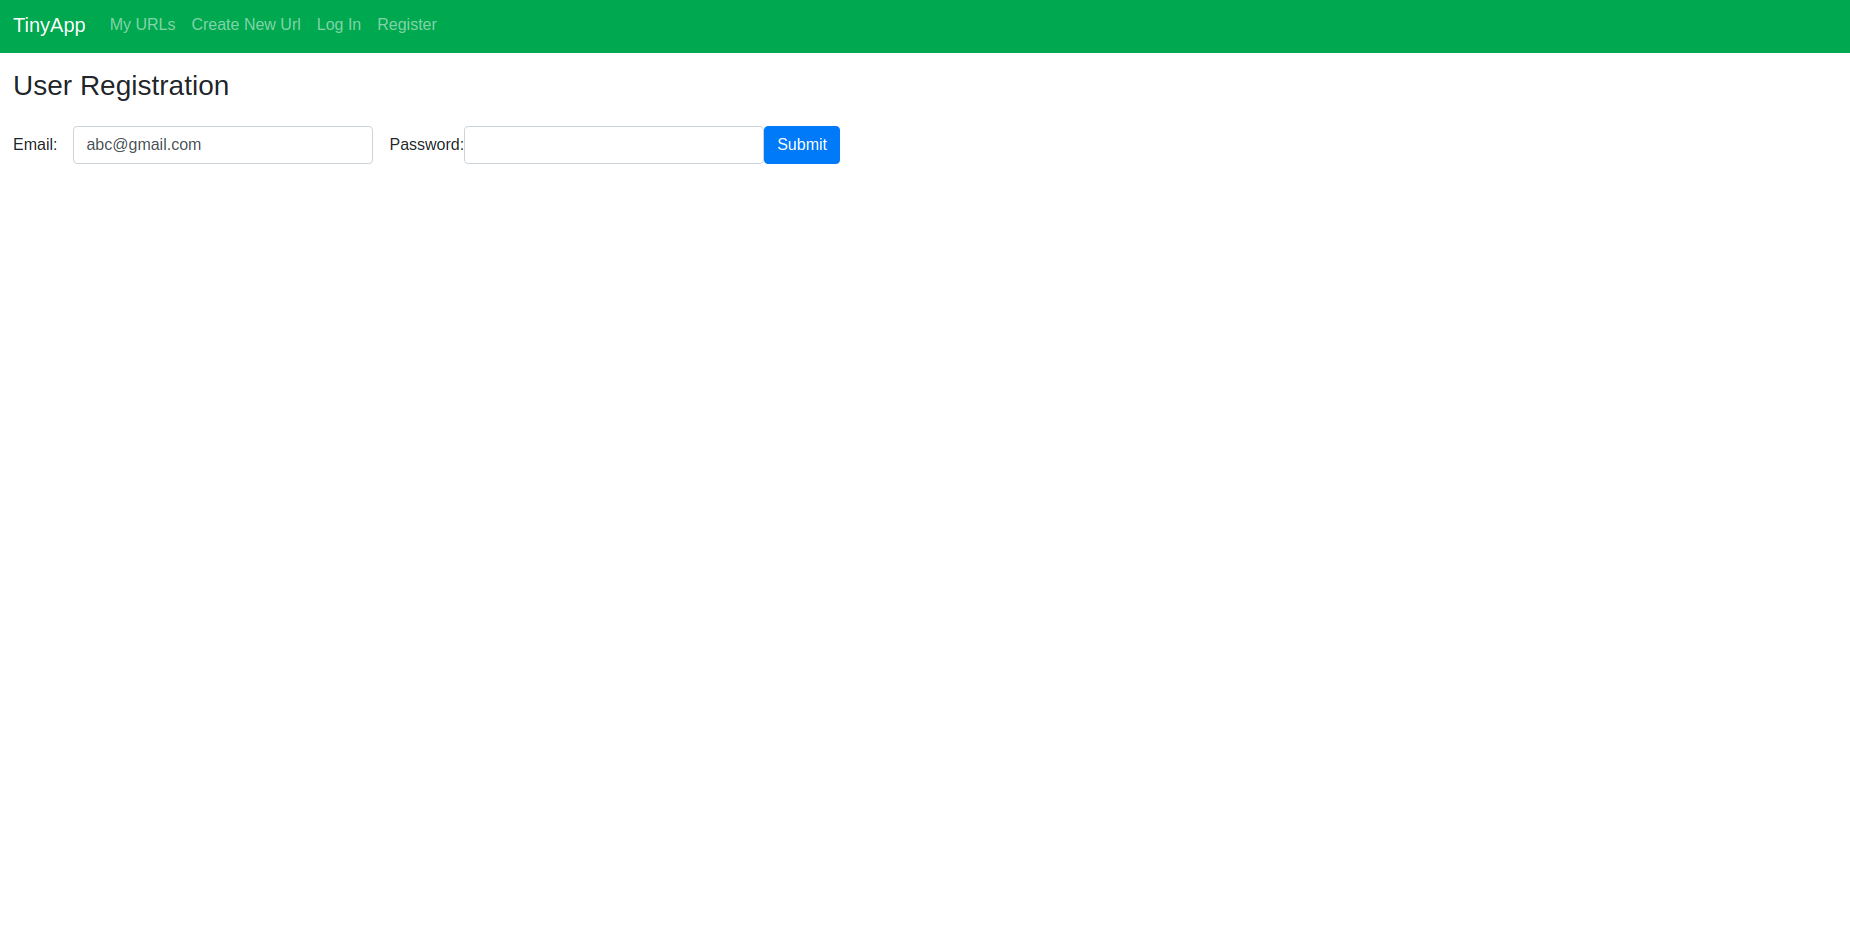 TinyApp My URLs Create New Url Log In Register
User Registration
Email: abc@gmail.com Password: Submit